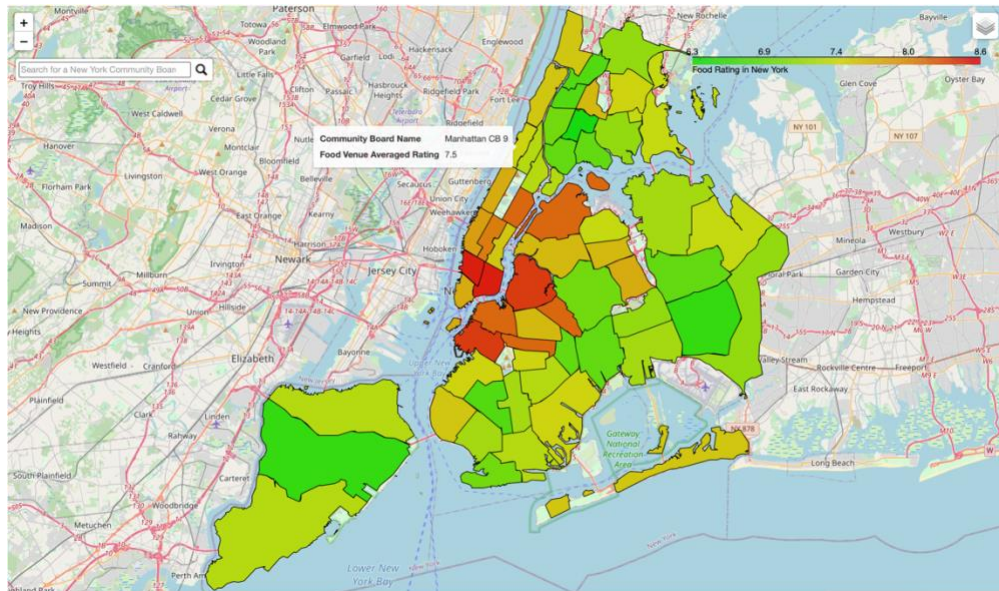 Montville
Paterson
New Rochelle
Bayville
+
−
Totowa
Elmwood Park
Woodland Park
Hackensack
Englewood
Search for a New York Community Boar
Little Falls
Garfield
Lodi
6.3
6.9
7.4
8.0
8.6
Food Rating in New York
Glen Cove
Oyster Bay
Troy Hills
Cedar Grove
Clifton
Passaic
Hasbrouck Heights
Ridgefield Park
Fort Lee
West Caldwell
Ridgefield
Verona
Hanover
Montclair
Community Board Name Manhattan CB 9
Food Venue Averaged Rating 7.5
NY 101
NY 107
Livingston
West Orange
Bloomfield
Belleville
Secaucus
Guttenberg
Union City
Weehawken
Florham Park
East Orange
Kearny
Harrison
Madison
Irvington
Newark
Hoboken
Jersey City
Mineola
Westbury
Garden City
Millburn
Summit
Hillside
Hempstead
New Providence
Union
Bayonne
Westfield
Cranford
Elizabeth
Valley Stream
Rockville Centre
Freeport
Plainfield
Clark
Linden
East Rockaway
Rahway
NY 878
Gateway
National
Recreation
Area
Long Beach
South Plainfield
Carteret
Woodbridge
Metuchen
Perth Am
Lower New
York Bay
New York